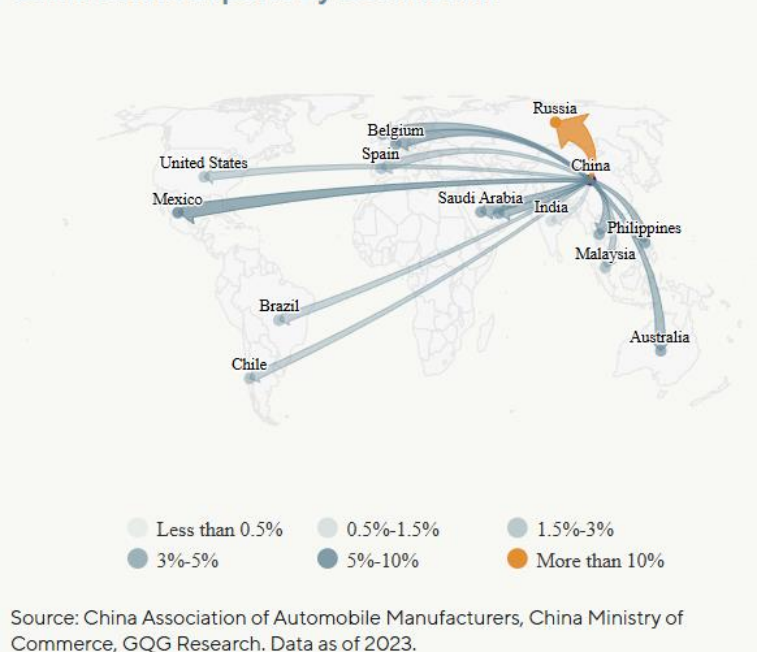 Russia
Belgium
China
Spain
United States
Mexico
Saudi Arabia
India
Philippines
Malaysia
Brazil
Australia
Chile
Less than 0.5%
0.5%-1.5%
1.5%-3%
3%-5%
5%-10%
More than 10%
Source: China Association of Automobile Manufacturers, China Ministry of
Commerce, GQG Research. Data as of 2023.